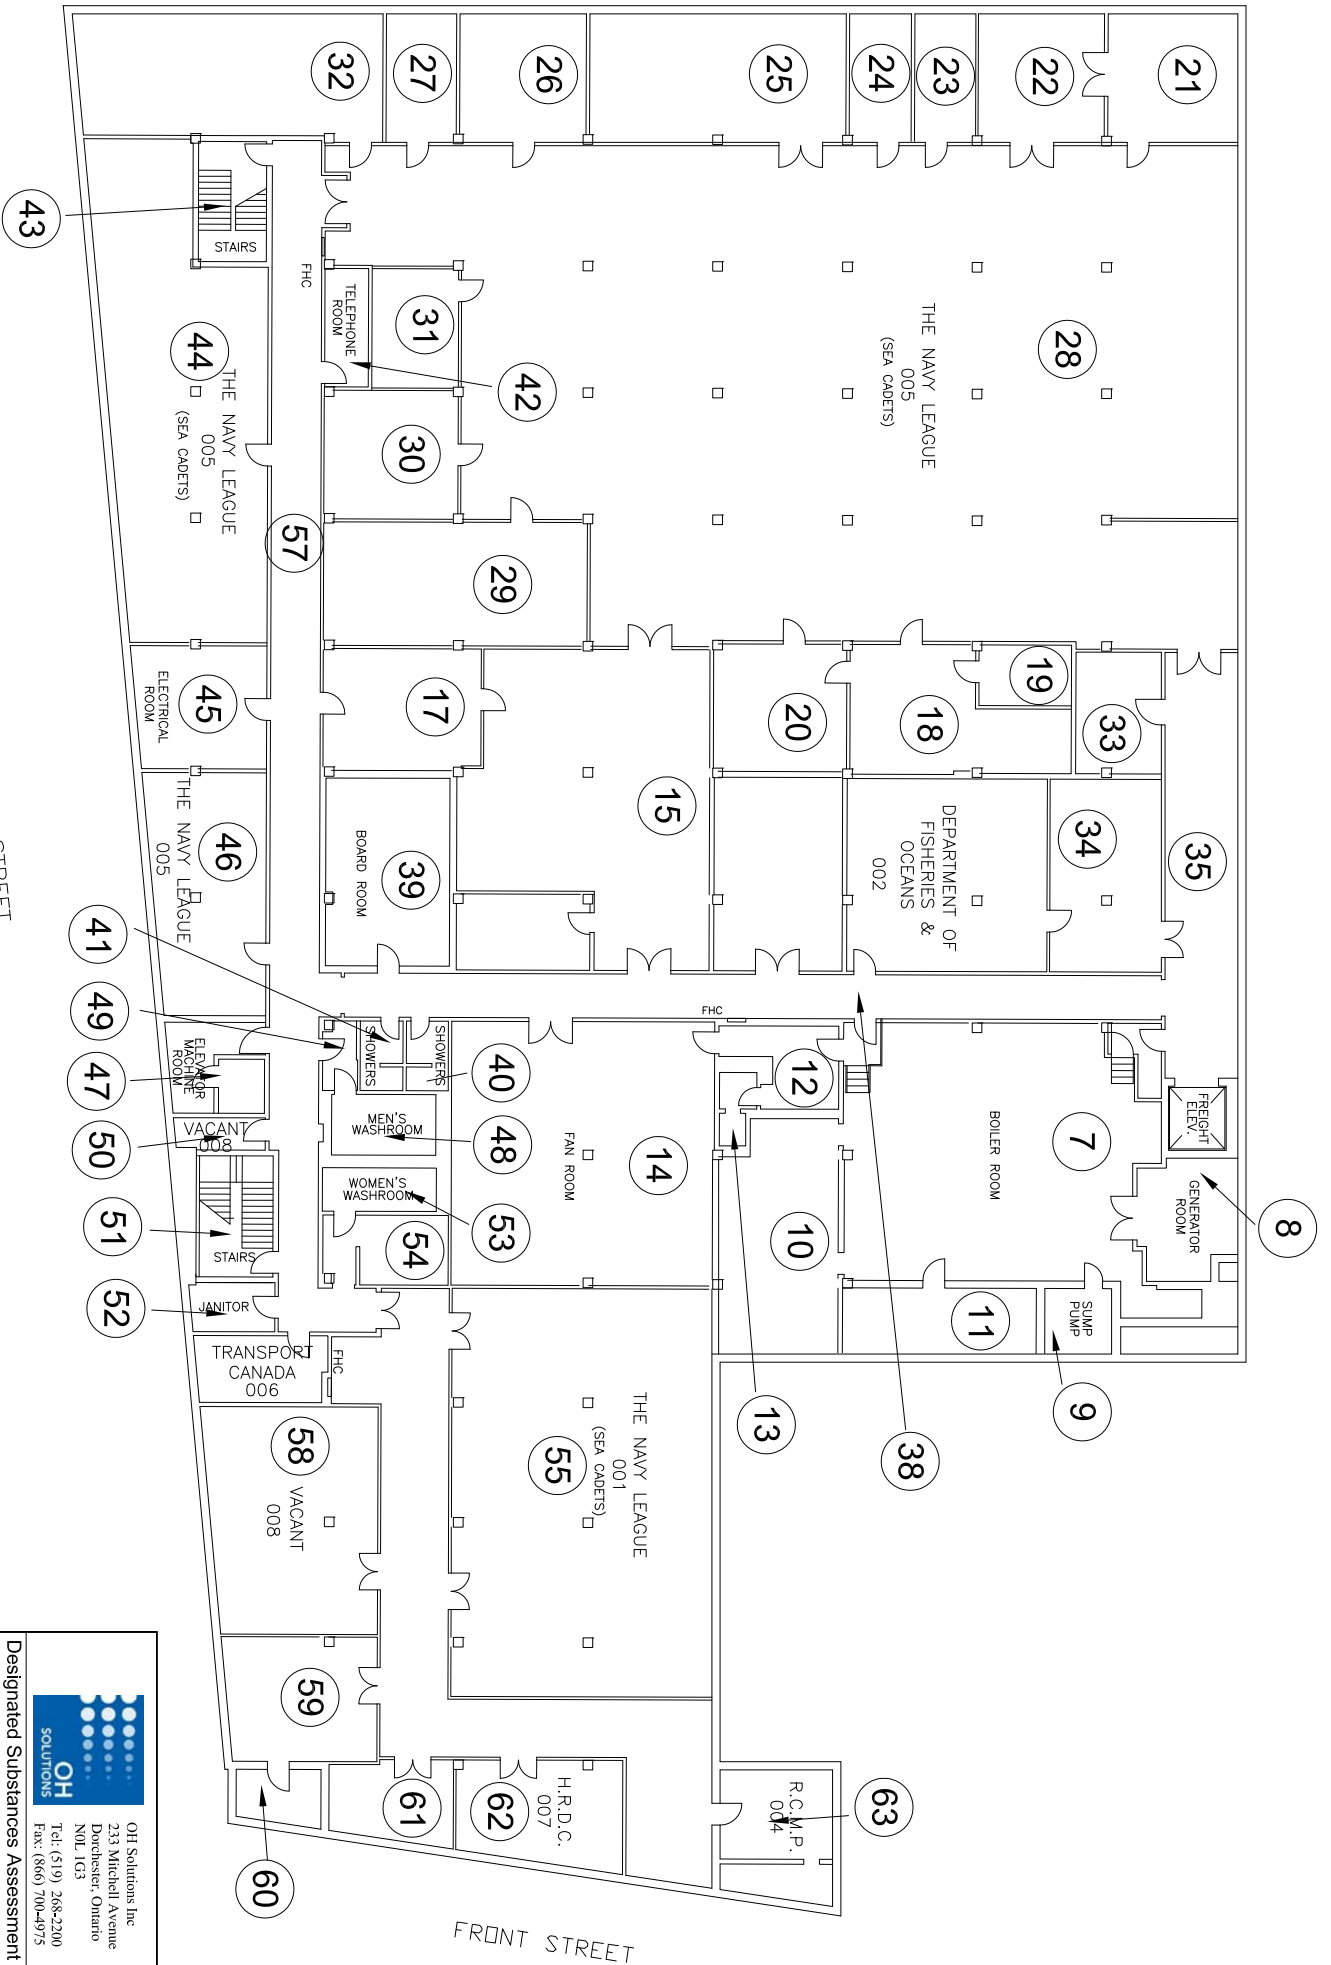 21
22
23
24
25
26
27
32
43
STAIRS
FHC
TELEPHONE
ROOM
31
42
30
29
28
THE NAVY LEAGUE
005
(SEA CADETS)
44
THE NAVY LEAGUE
005
(SEA CADETS)
57
45
ELECTRICAL
ROOM
46
THE NAVY LEAGUE
005
17
15
20
18
19
33
34
35
DEPARTMENT OF
FISHERIES &
OCEANS
002
39
BOARD ROOM
STREET
41
49
47
50
51
52
ELEVATOR
MACHINE
ROOM
VACANT
008
STAIRS
JANITOR
TRANSPORT
CANADA
006
FHC
SHOWERS
SHOWERS
40
MEN'S
WASHROOM
48
WOMEN'S
WASHROOM
53
54
FHC
14
FAN ROOM
12
13
10
38
7
BOILER ROOM
FREIGHT
ELEV.
GENERATOR
ROOM
8
11
SUMP
PUMP
9
55
THE NAVY LEAGUE
001
(SEA CADETS)
58
VACANT
008
59
60
61
62
H.R.D.C.
007
63
R.C.M.P.
004
FRONT STREET
OH
SOLUTIONS
OH Solutions Inc
233 Mitchell Avenue
Dorchester, Ontario
N0L 1G3
Tel: (519) 268-2200
Fax: (866) 700-4975
Designated Substances Assessment